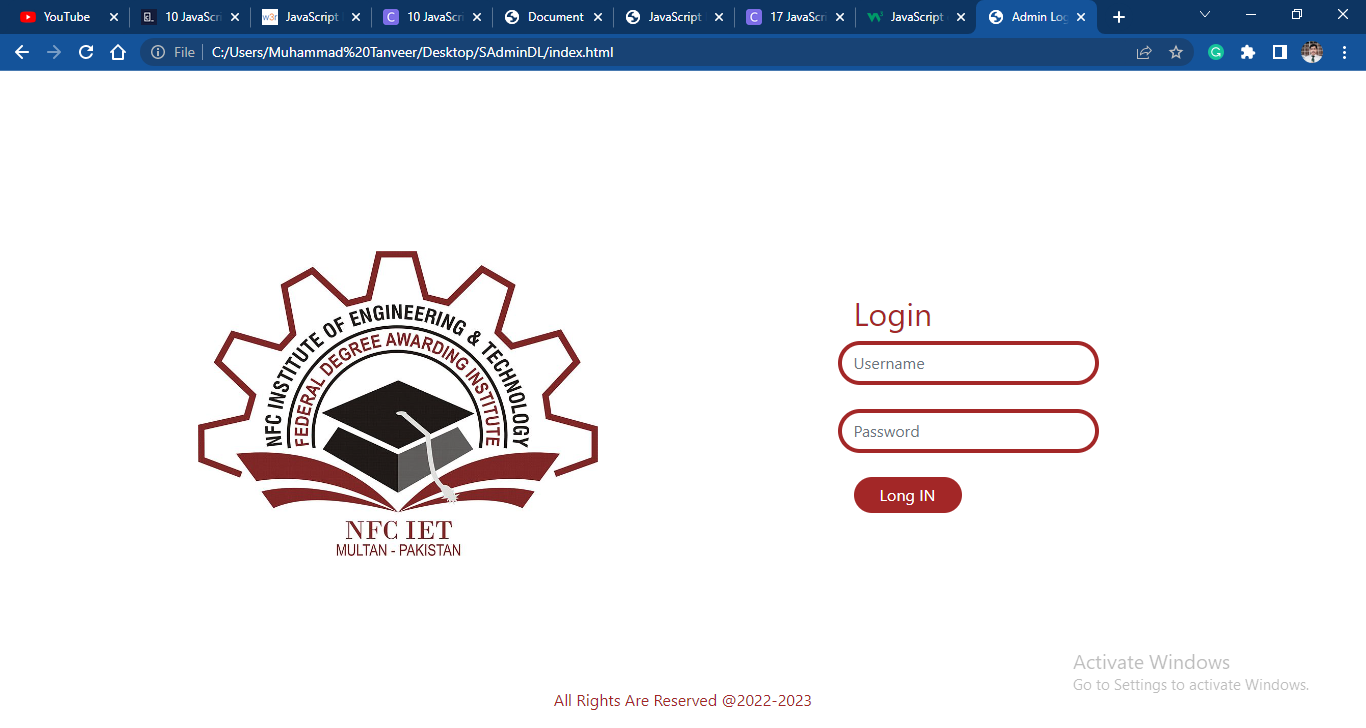 YouTube
10 JavaScri
JavaScript
10 JavaScri
Document
JavaScript
17 JavaScri
JavaScript
Admin Log
File
C:/Users/Muhammad%20Tanveer/Desktop/SAdminDL/index.html
NFC INSTITUTE OF ENGINEERING & TECHNOLOGY
FEDERAL DEGREE AWARDING INSTITUTE
NFC IET
MULTAN - PAKISTAN
Login
Username
Password
Long IN
Activate Windows
Go to Settings to activate Windows.
All Rights Are Reserved @2022-2023